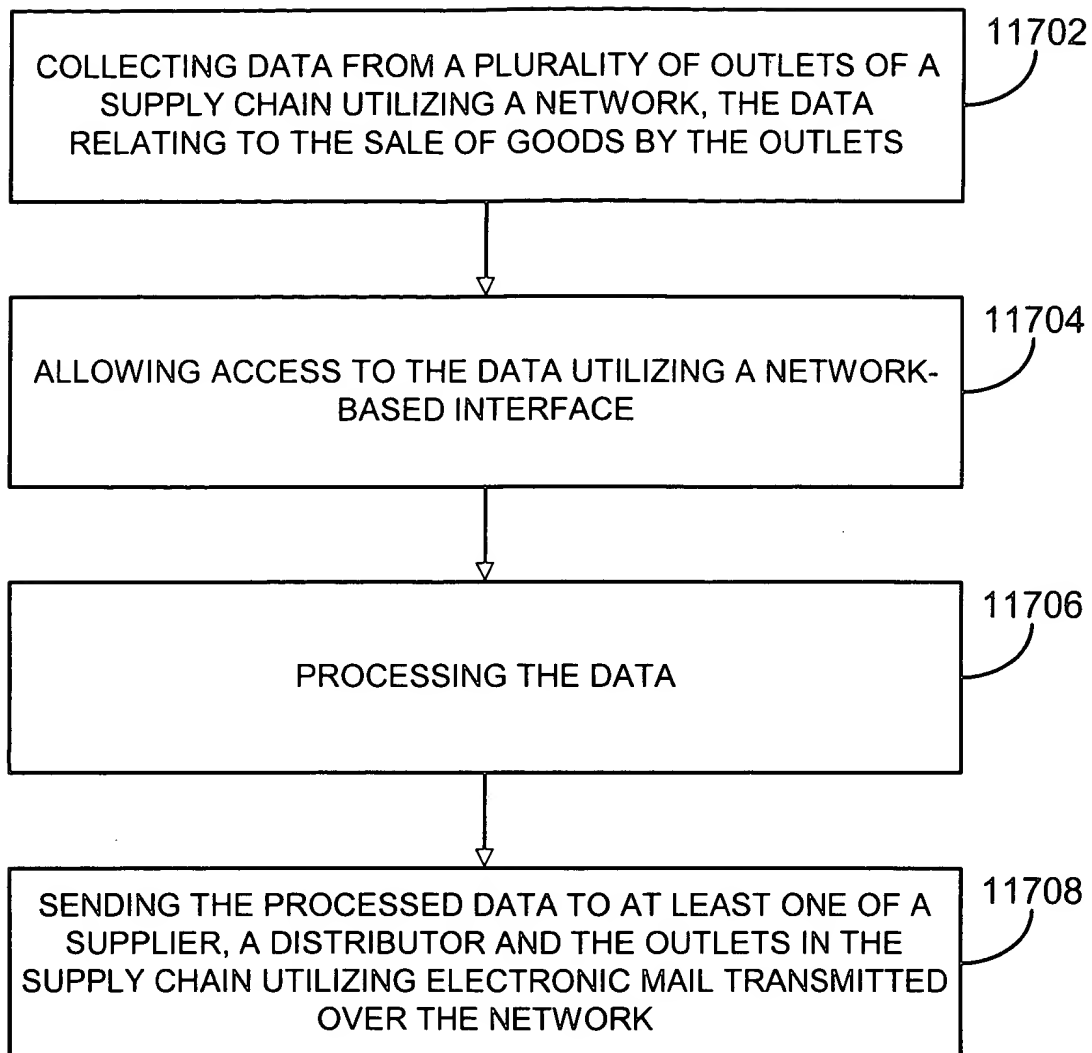 11702
COLLECTING DATA FROM A PLURALITY OF OUTLETS OF A
SUPPLY CHAIN UTILIZING A NETWORK, THE DATA
RELATING TO THE SALE OF GOODS BY THE OUTLETS
11704
ALLOWING ACCESS TO THE DATA UTILIZING A NETWORK-
BASED INTERFACE
11706
PROCESSING THE DATA
11708
SENDING THE PROCESSED DATA TO AT LEAST ONE OF A
SUPPLIER, A DISTRIBUTOR AND THE OUTLETS IN THE
SUPPLY CHAIN UTILIZING ELECTRONIC MAIL TRANSMITTED
OVER THE NETWORK